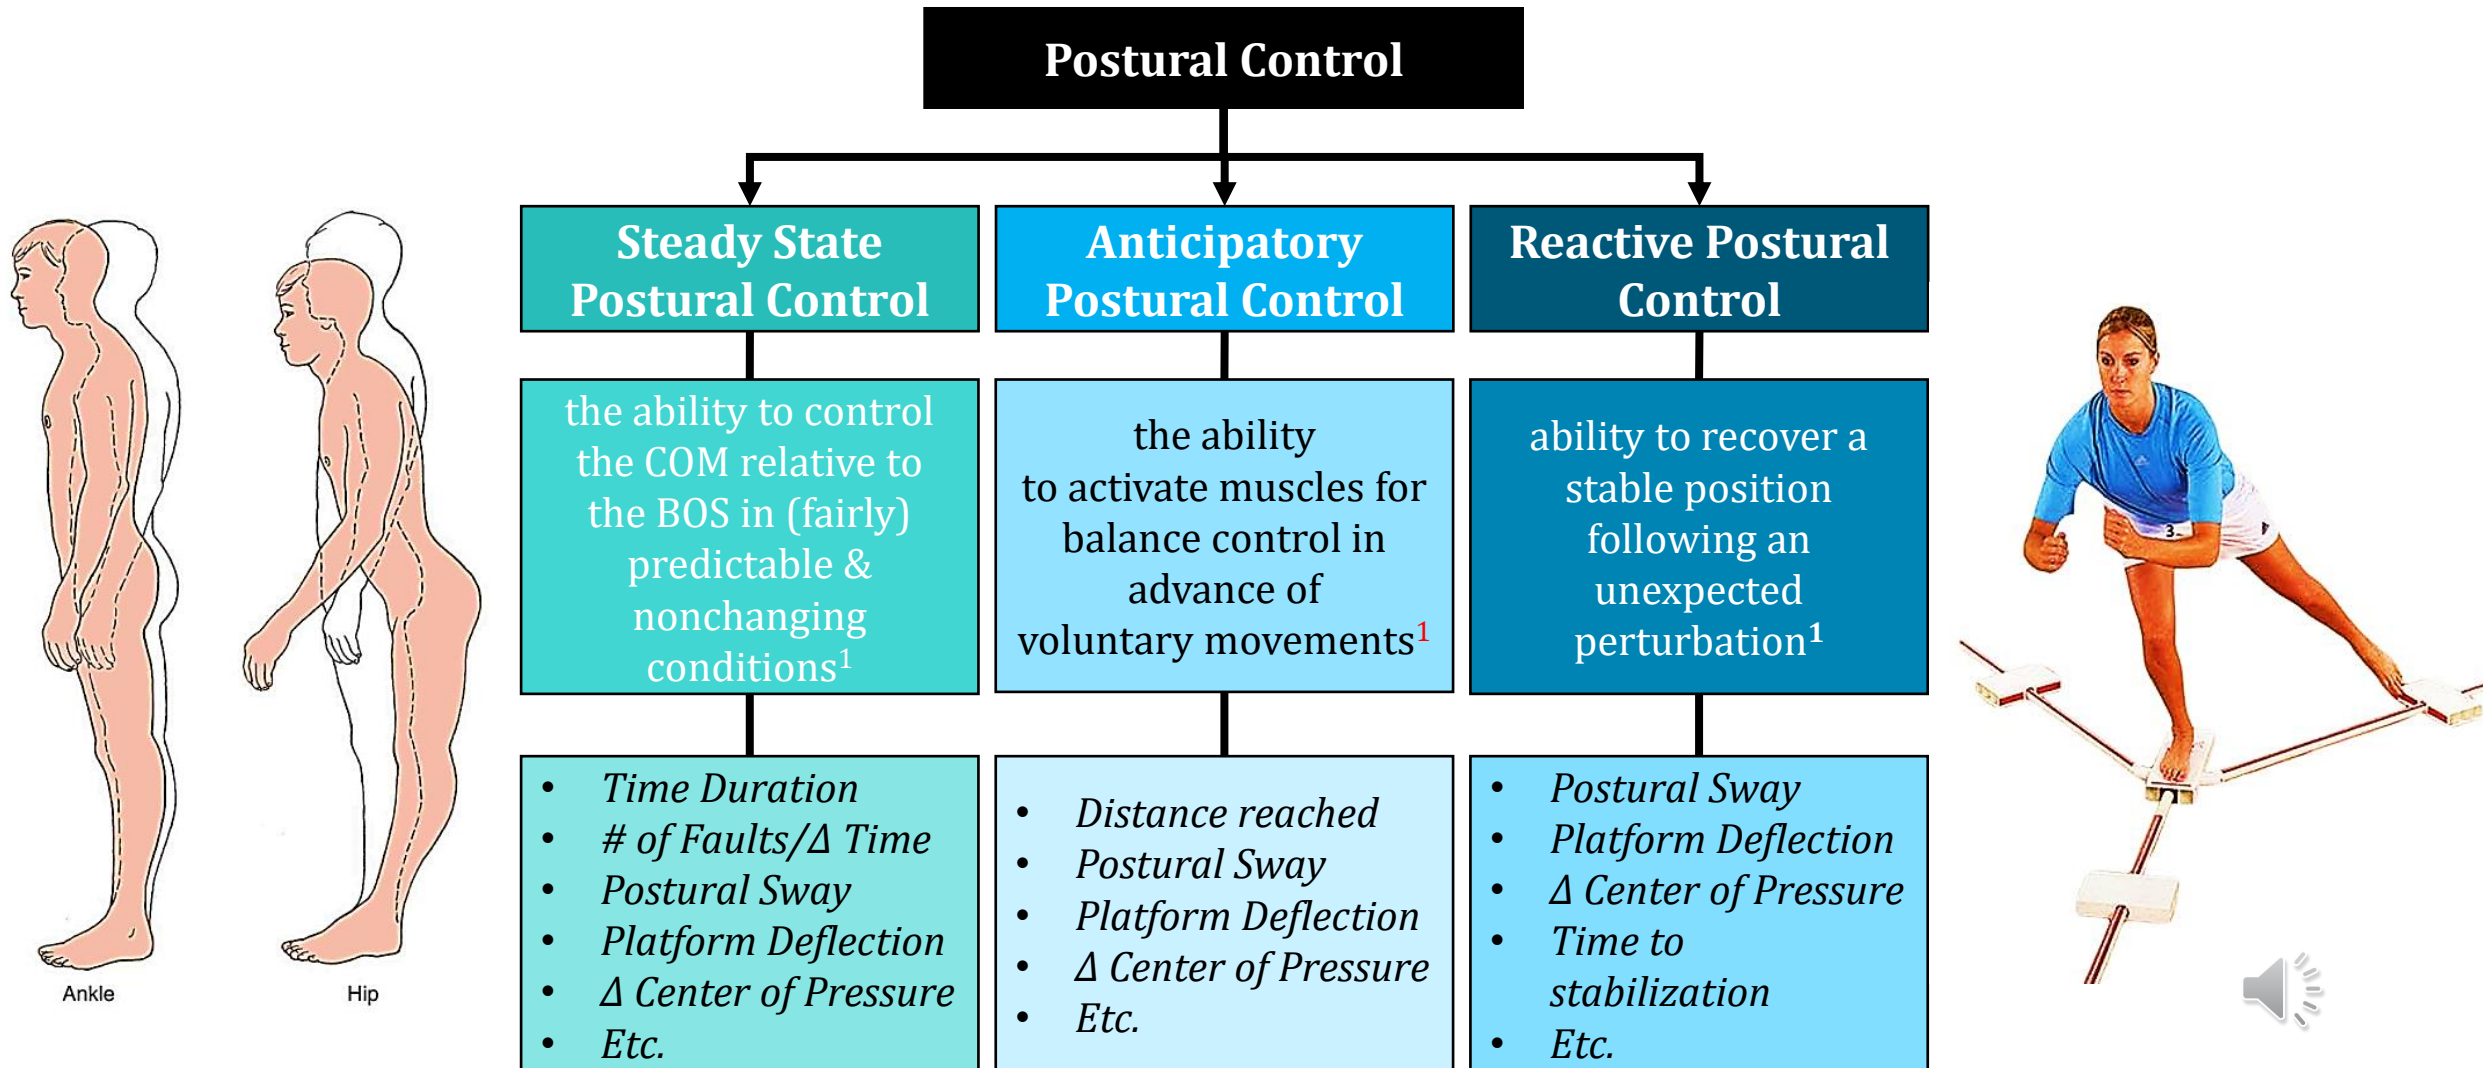 Postural Control
Steady State
Postural Control
the ability to control
the COM relative to
the BOS in (fairly)
predictable &
nonchanging
conditions¹
• Time Duration
• # of Faults/Δ Time
• Postural Sway
• Platform Deflection
• Δ Center of Pressure
• Etc.
Anticipatory
Postural Control
the ability
to activate muscles for
balance control in
advance of
voluntary movements¹
• Distance reached
• Postural Sway
• Platform Deflection
• Δ Center of Pressure
• Etc.
Reactive Postural
Control
ability to recover a
stable position
following an
unexpected
perturbation¹
• Postural Sway
• Platform Deflection
• Δ Center of Pressure
• Time to
stabilization
• Etc.
Ankle
Hip
3